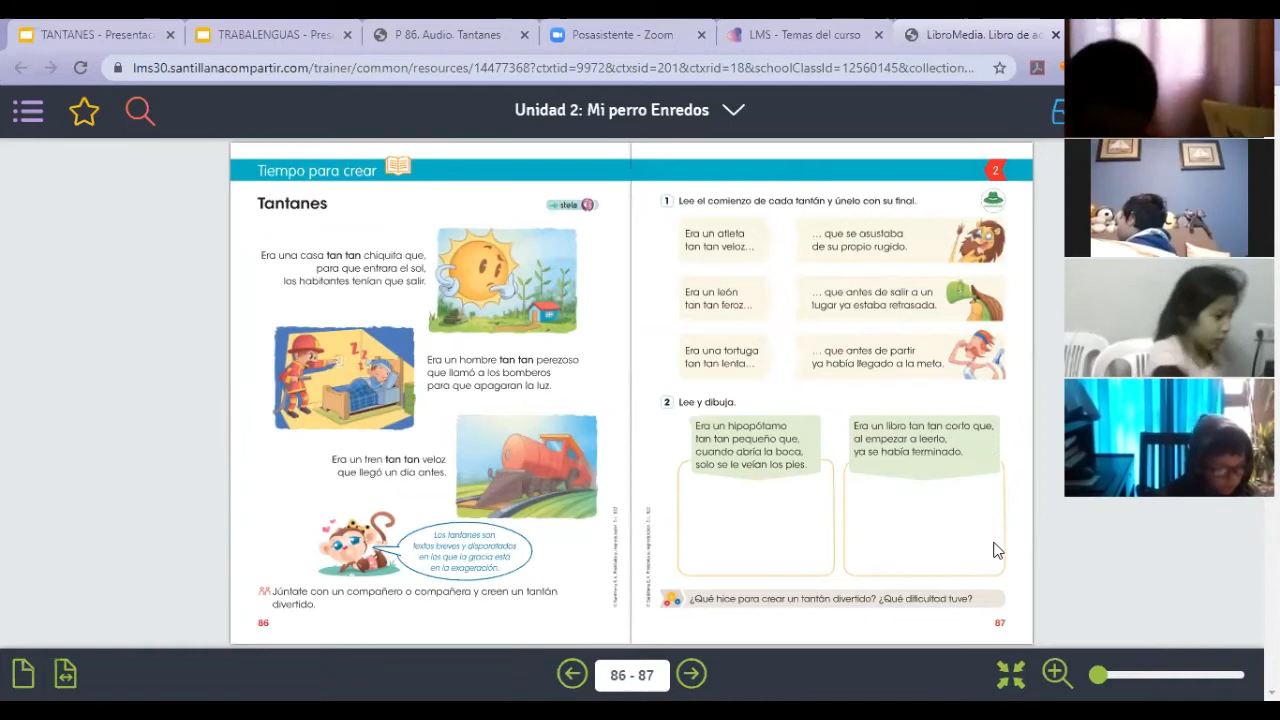 TANTANES - Presentac
TRABALENGUAS - Pres
P 86. Audio. Tantanes
Posasistente - Zoom
LMS - Temas del curso
LibroMedia. Libro de ac
lms30.santillanacompartir.com/trainer/common/resources/14477368?ctxtid=9972&ctxsid=201&ctxrid=18&schoolClassId=12560145&collection...
Unidad 2: Mi perro Enredos
Tiempo para crear
Tantanes
stele
Era una casa tan tan chiquita que,
para que entrara el sol,
los habitantes tenían que salir.
Era un hombre tan tan perezoso
que llamó a los bomberos
para que apagaran la luz.
Era un tren tan tan veloz
que llegó un día antes.
Los tantanes son
textos breves y disparatados
en los que la gracia está
en la exageración.
Júntate con un compañero o compañera y creen un tantán
divertido.
86
2
1 Lee el comienzo de cada tantán y únelo con su final.
Era un atleta
tan tan veloz...
... que se asustaba
de su propio rugido.
Era un león
tan tan feroz...
... que antes de salir a un
lugar ya estaba retrasada.
Era una tortuga
tan tan lenta...
... que antes de partir
ya había llegado a la meta.
2 Lee y dibuja.
Era un hipopótamo
tan tan pequeño que,
cuando abría la boca,
solo se le veían los pies.
Era un libro tan tan corto que,
al empezar a leerlo,
ya se había terminado.
¿Qué hice para crear un tantán divertido? ¿Qué dificultad tuve?
87
86 - 87